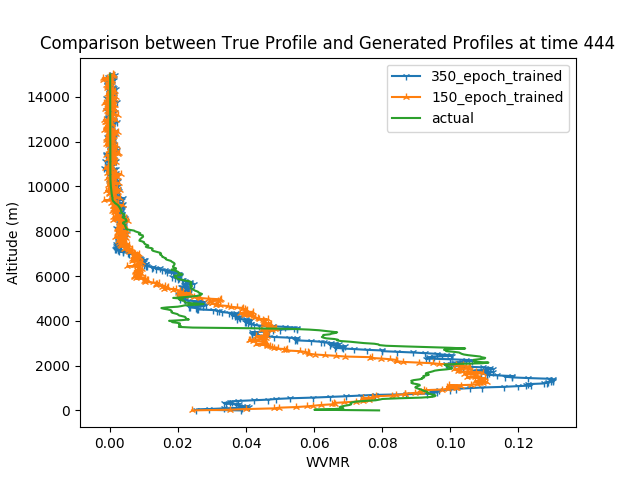 Comparison between True Profile and Generated Profiles at time 444
350_epoch_trained
150_epoch_trained
actual
14000
12000
10000
8000
6000
4000
2000
0
Altitude (m)
0.00 0.02 0.04 0.06 0.08 0.10 0.12
WVMR